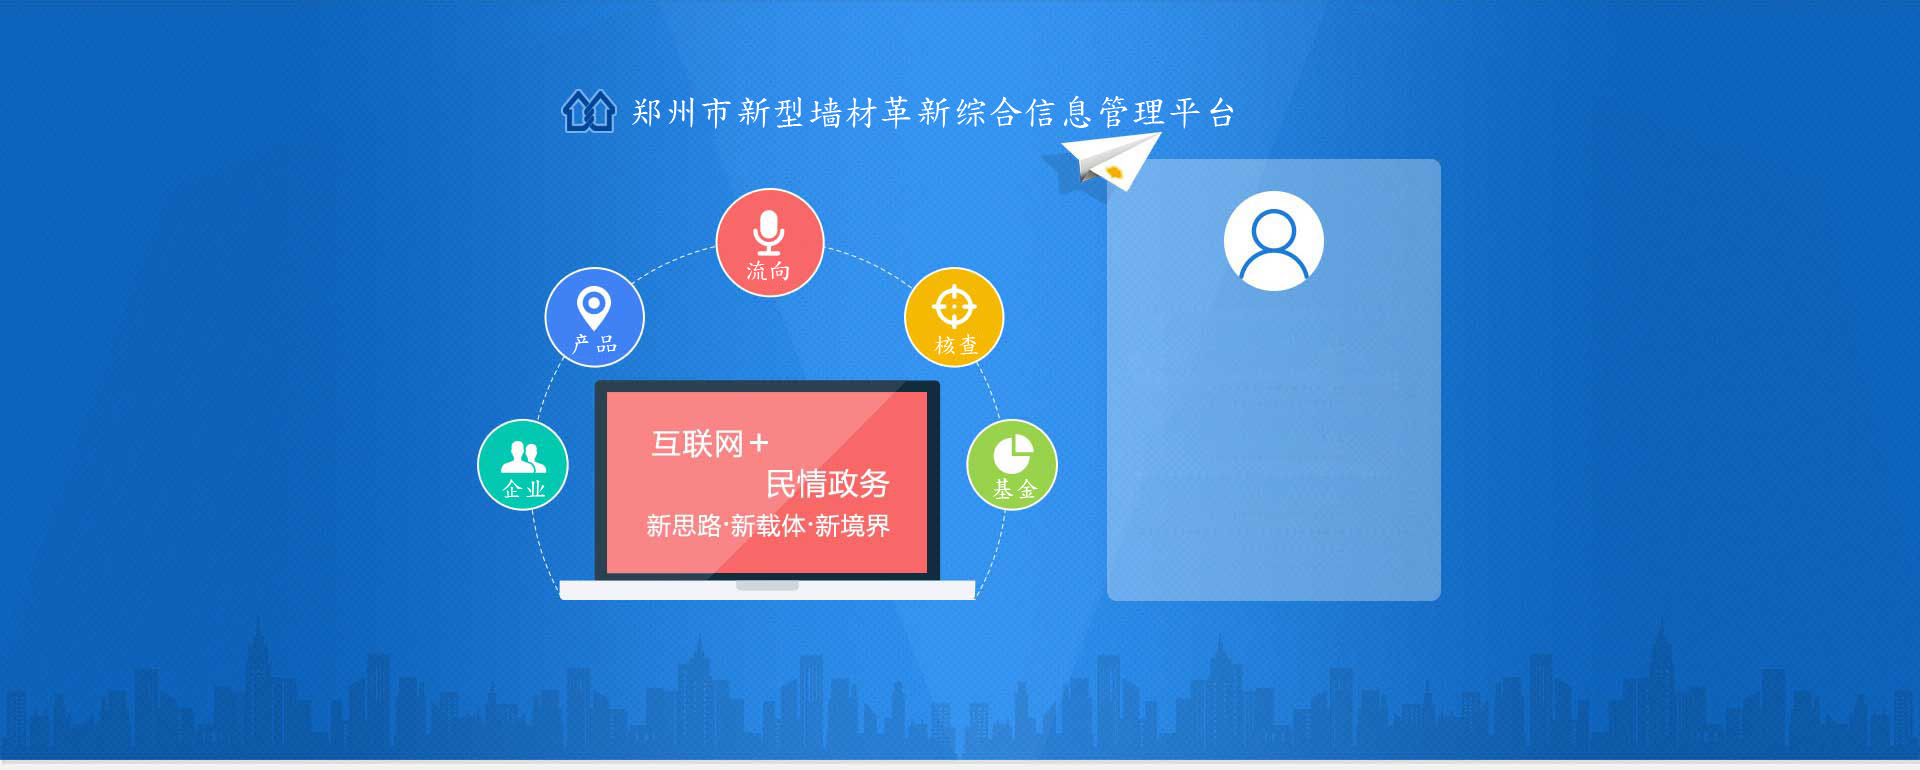 郑州市新型墙材革新综合信息管理平台
流向
产品
核查
企业
基金
互联网+
民情政务
新思路·新载体·新境界